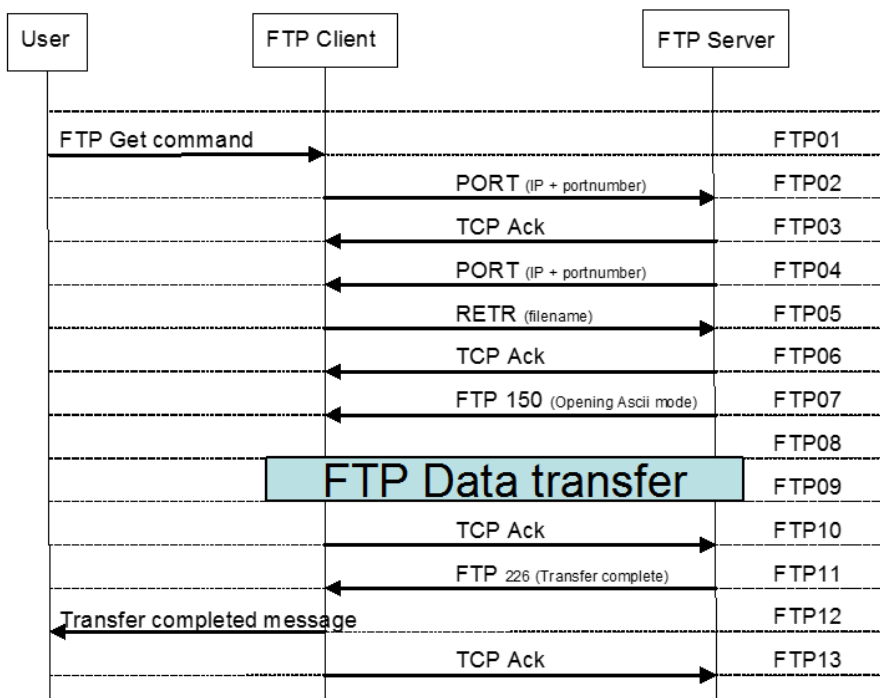 User FTP Client FTP Server
FTP Get command FTP01
PORT (IP + portnumber) FTP02
TCP Ack FTP03
PORT (IP + portnumber) FTP04
RETR (filename) FTP05
TCP Ack FTP06
FTP 150 (Opening Ascii mode) FTP07
FTP08
FTP Data transfer FTP09
TCP Ack FTP10
FTP 226 (Transfer complete) FTP11
Transfer completed message FTP12
TCP Ack FTP13